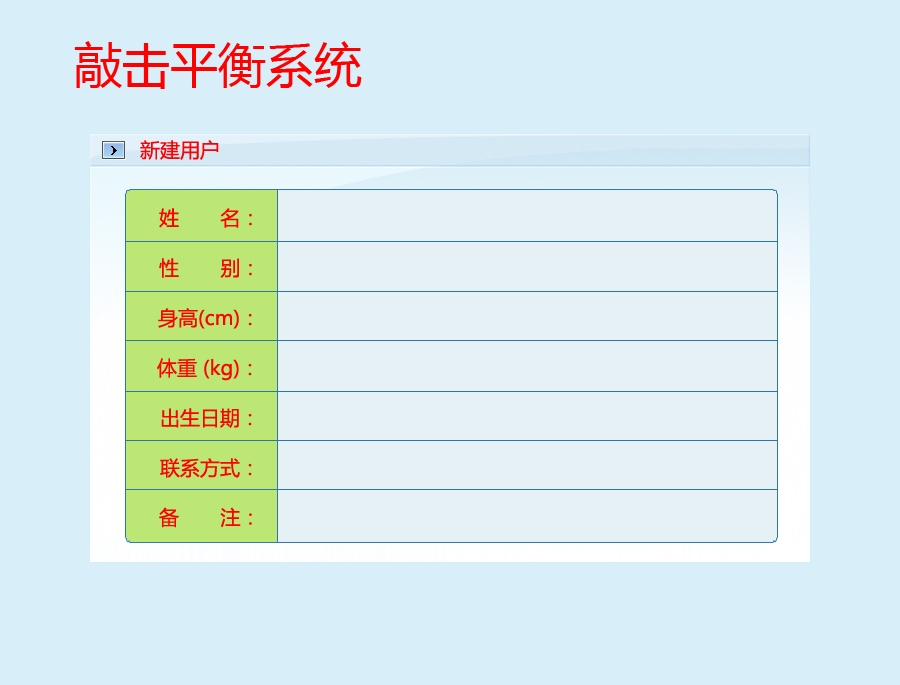 敲击平衡系统
新建用户
姓 名：
性 别：
身高(cm)：
体重 (kg)：
出生日期：
联系方式：
备 注：